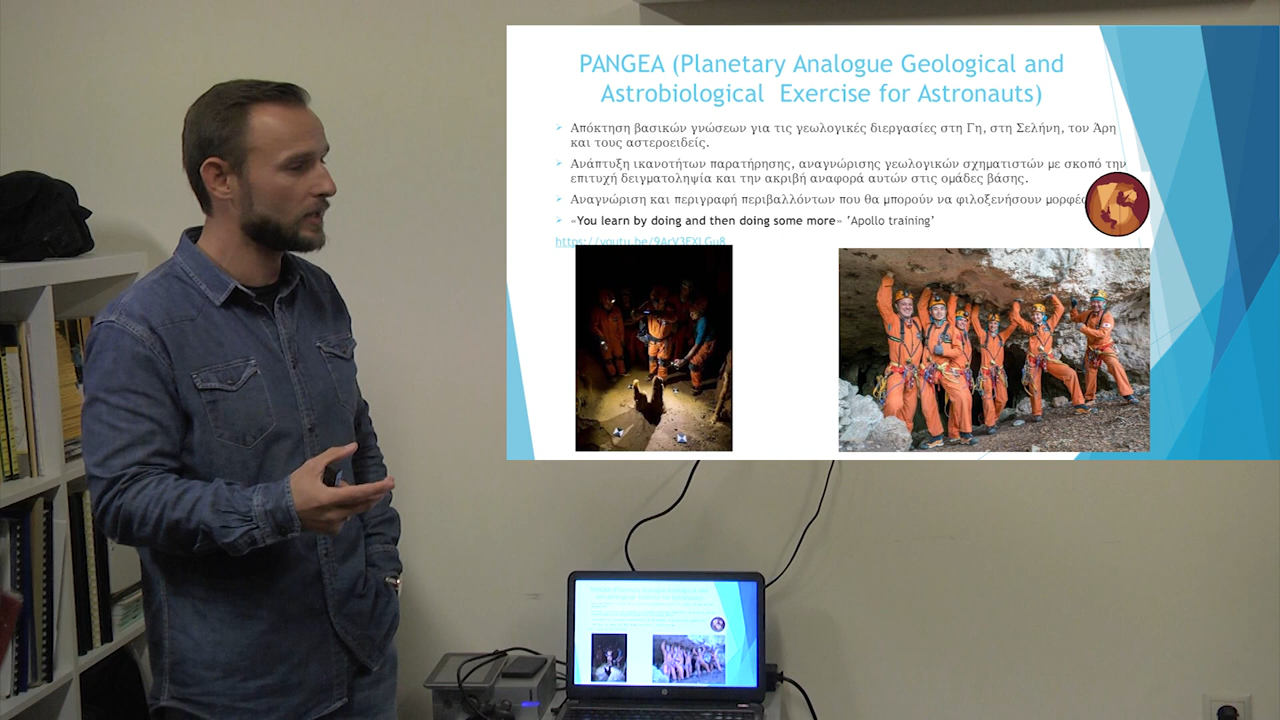 PANGEA (Planetary Analogue Geological and
Astrobiological Exercise for Astronauts)
Απόκτηση βασικών γνώσεων για τις γεωλογικές διεργασίες στη Γη, στη Σελήνη, τον Άρη
και τους αστεροειδείς.
Ανάπτυξη ικανοτήτων παρατήρησης, αναγνώρισης γεωλογικών σχηματιστών με σκοπό την
επιτυχή δειγματοληψία και την ακριβή αναφορά αυτών στις ομάδες βάσης.
Αναγνώριση και περιγραφή περιβαλλόντων που θα μπορούν να φιλοξενήσουν
«You learn by doing and then doing some more» ‘Apollo training’